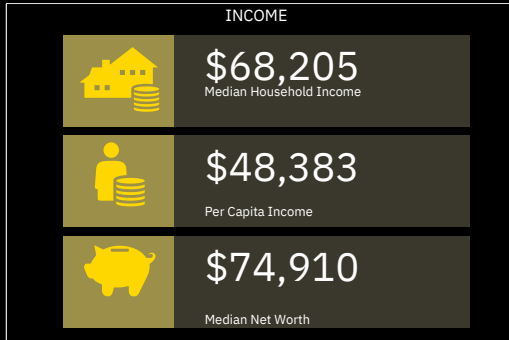 INCOME
$68,205
Median Household Income
$48,383
Per Capita Income
$74,910
Median Net Worth